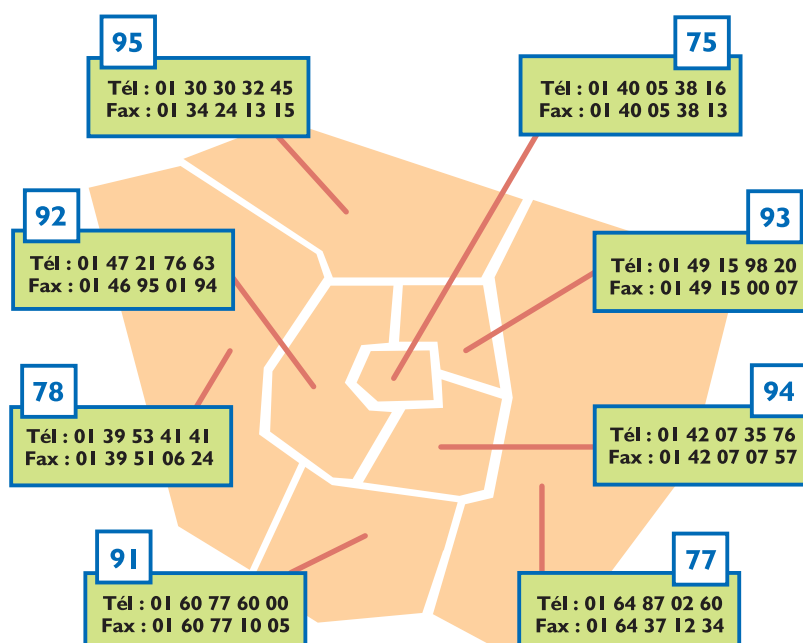 95
Tél : 01 30 30 32 45
Fax : 01 34 24 13 15
75
Tél : 01 40 05 38 16
Fax : 01 40 05 38 13
92
Tél : 01 47 21 76 63
Fax : 01 46 95 01 94
93
Tél : 01 49 15 98 20
Fax : 01 49 15 00 07
78
Tél : 01 39 53 41 41
Fax : 01 39 51 06 24
94
Tél : 01 42 07 35 76
Fax : 01 42 07 07 57
91
Tél : 01 60 77 60 00
Fax : 01 60 77 10 05
77
Tél : 01 64 87 02 60
Fax : 01 64 37 12 34